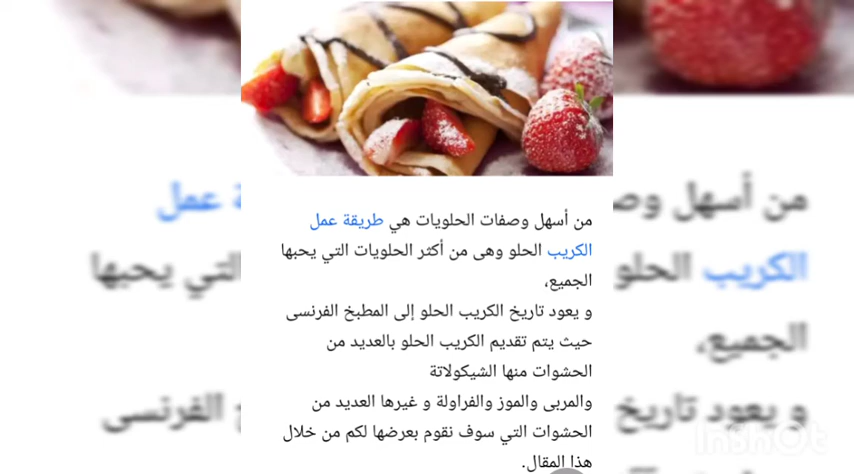 من أسهل وصفات الحلويات هي طريقة عمل
الكريب الحلو وهى من أكثر الحلويات التي يحبها
الجميع،
و يعود تاريخ الكريب الحلو إلى المطبخ الفرنسى
حيث يتم تقديم الكريب الحلو بالعديد من
الحشوات منها الشيكولاتة
والمربى والموز والفراولة و غيرها العديد من
الحشوات التي سوف نقوم بعرضها لكم من خلال
هذا المقال.
InShOt